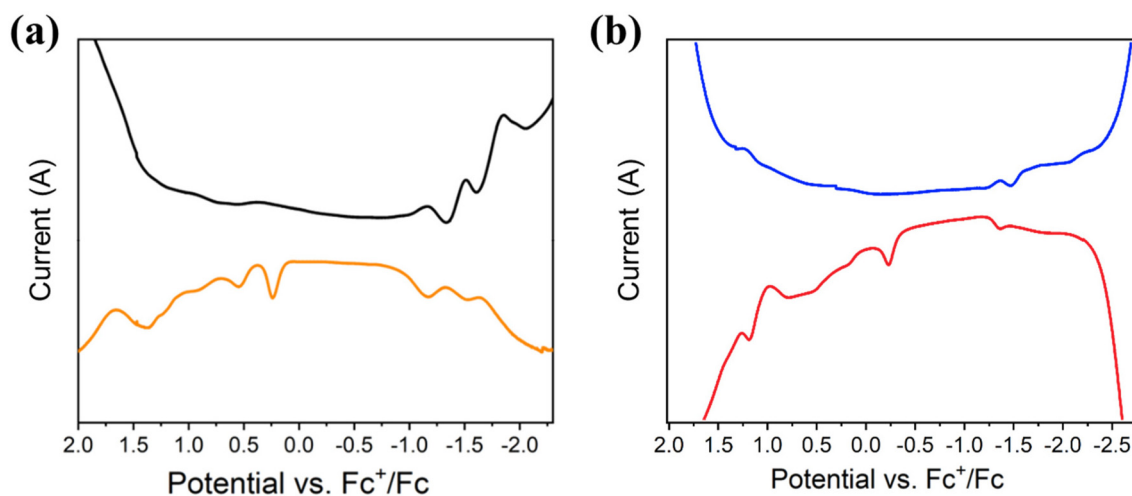 (a)
Current (A)
2.0 1.5 1.0 0.5 0.0 -0.5 -1.0 -1.5 -2.0
Potential vs. Fc⁺/Fc
(b)
Current (A)
2.0 1.5 1.0 0.5 0.0 -0.5 -1.0 -1.5 -2.0 -2.5
Potential vs. Fc⁺/Fc